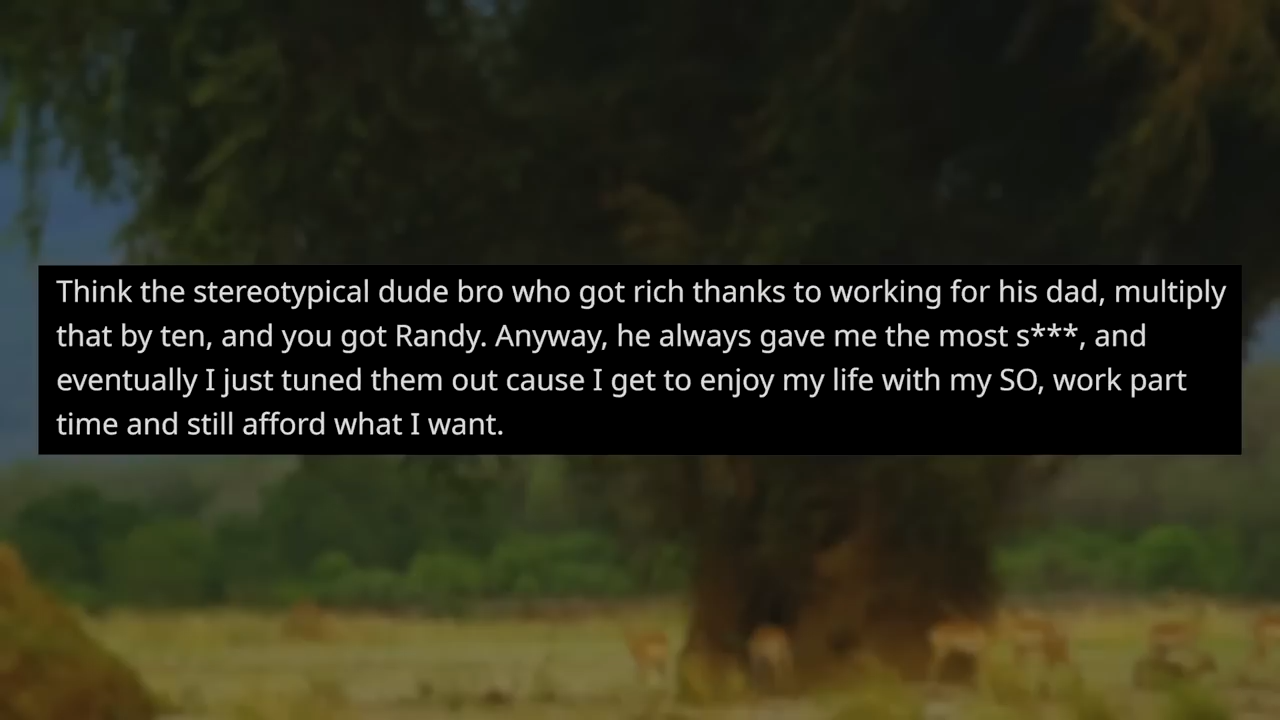 Think the stereotypical dude bro who got rich thanks to working for his dad, multiply
that by ten, and you got Randy. Anyway, he always gave me the most s***, and
eventually I just tuned them out cause I get to enjoy my life with my SO, work part
time and still afford what I want.